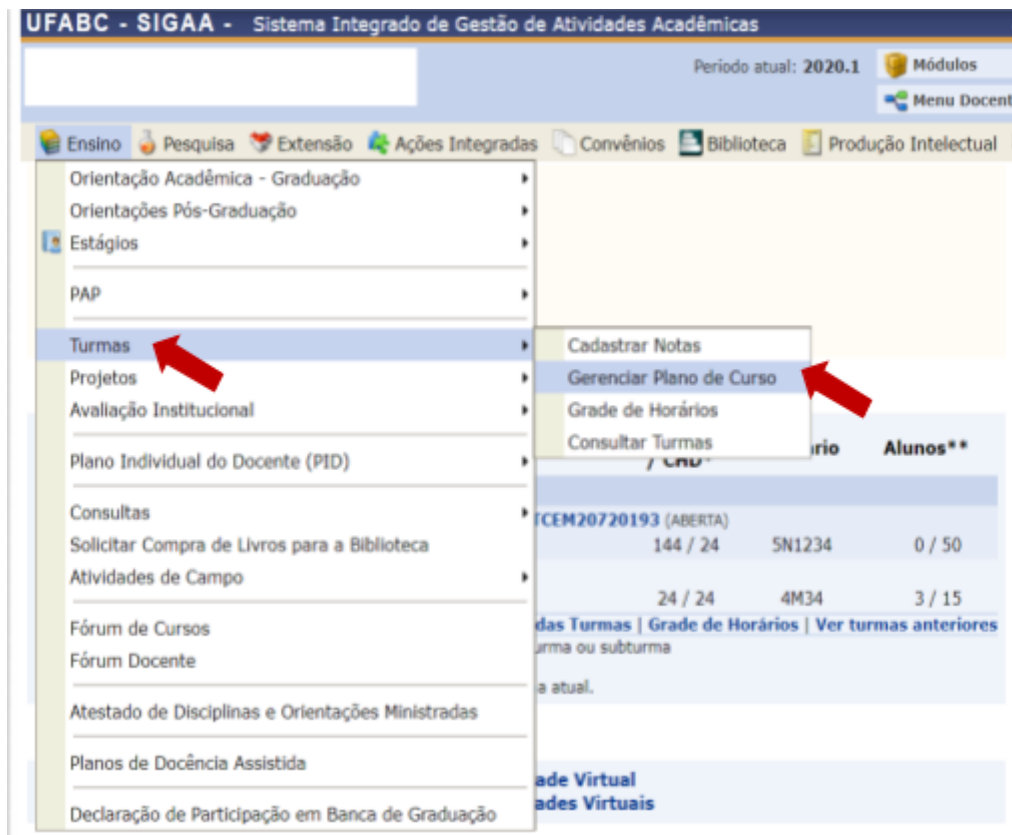 UFABC - SIGAA - Sistema Integrado de Gestão de Atividades Acadêmicas
Período atual: 2020.1
Módulos
Menu Docent
Ensino Pesquisa Extensão Ações Integradas Convênios Biblioteca Produção Intelectual
Orientação Acadêmica - Graduação
Orientações Pós-Graduação
Estágios
PAP
Turmas
Projetos
Avaliação Institucional
Plano Individual do Docente (PID)
Consultas
Solicitar Compra de Livros para a Biblioteca
Atividades de Campo
Fórum de Cursos
Fórum Docente
Atestado de Disciplinas e Orientações Ministradas
Planos de Docência Assistida
Declaração de Participação em Banca de Graduação
Cadastrar Notas
Gerenciar Plano de Curso
Grade de Horários
Consultar Turmas
/ CHD* rio Alunos**
TCEM20720193 (ABERTA)
144 / 24 5N1234 0 / 50
24 / 24 4M34 3 / 15
das Turmas | Grade de Horários | Ver turmas anteriores
urma ou subturma
a atual.
ade Virtual
ades Virtuais